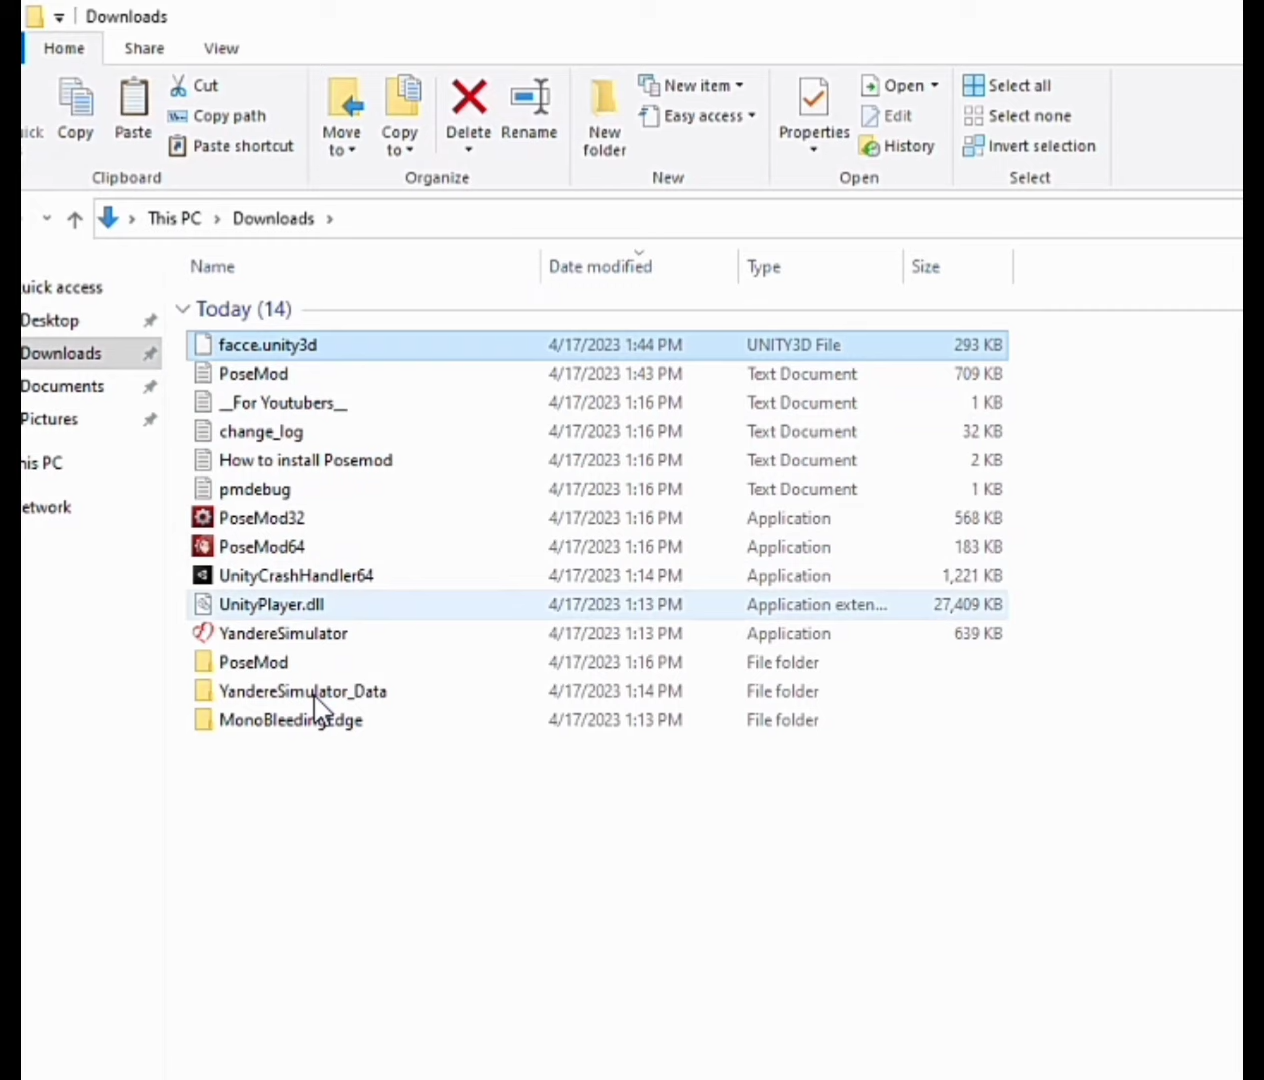 Downloads
Home Share View
Cut
Copy path
Paste shortcut
Copy
Paste
Clipboard
Move to
Copy to
Delete
Rename
Organize
New folder
New item
Easy access
New
Properties
Open
Edit
History
Open
Select all
Select none
Invert selection
Select
This PC > Downloads >
Name Date modified Type Size
uick access
Desktop
Downloads
Documents
Pictures
his PC
etwork
Today (14)
facce.unity3d 4/17/2023 1:44 PM UNITY3D File 293 KB
PoseMod 4/17/2023 1:43 PM Text Document 709 KB
__For Youtubers__ 4/17/2023 1:16 PM Text Document 1 KB
change_log 4/17/2023 1:16 PM Text Document 32 KB
How to install Posemod 4/17/2023 1:16 PM Text Document 2 KB
pmdebug 4/17/2023 1:16 PM Text Document 1 KB
PoseMod32 4/17/2023 1:16 PM Application 568 KB
PoseMod64 4/17/2023 1:16 PM Application 183 KB
UnityCrashHandler64 4/17/2023 1:14 PM Application 1,221 KB
UnityPlayer.dll 4/17/2023 1:13 PM Application exten... 27,409 KB
YandereSimulator 4/17/2023 1:13 PM Application 639 KB
PoseMod 4/17/2023 1:16 PM File folder
YandereSimulator_Data 4/17/2023 1:14 PM File folder
MonoBleedingEdge 4/17/2023 1:13 PM File folder